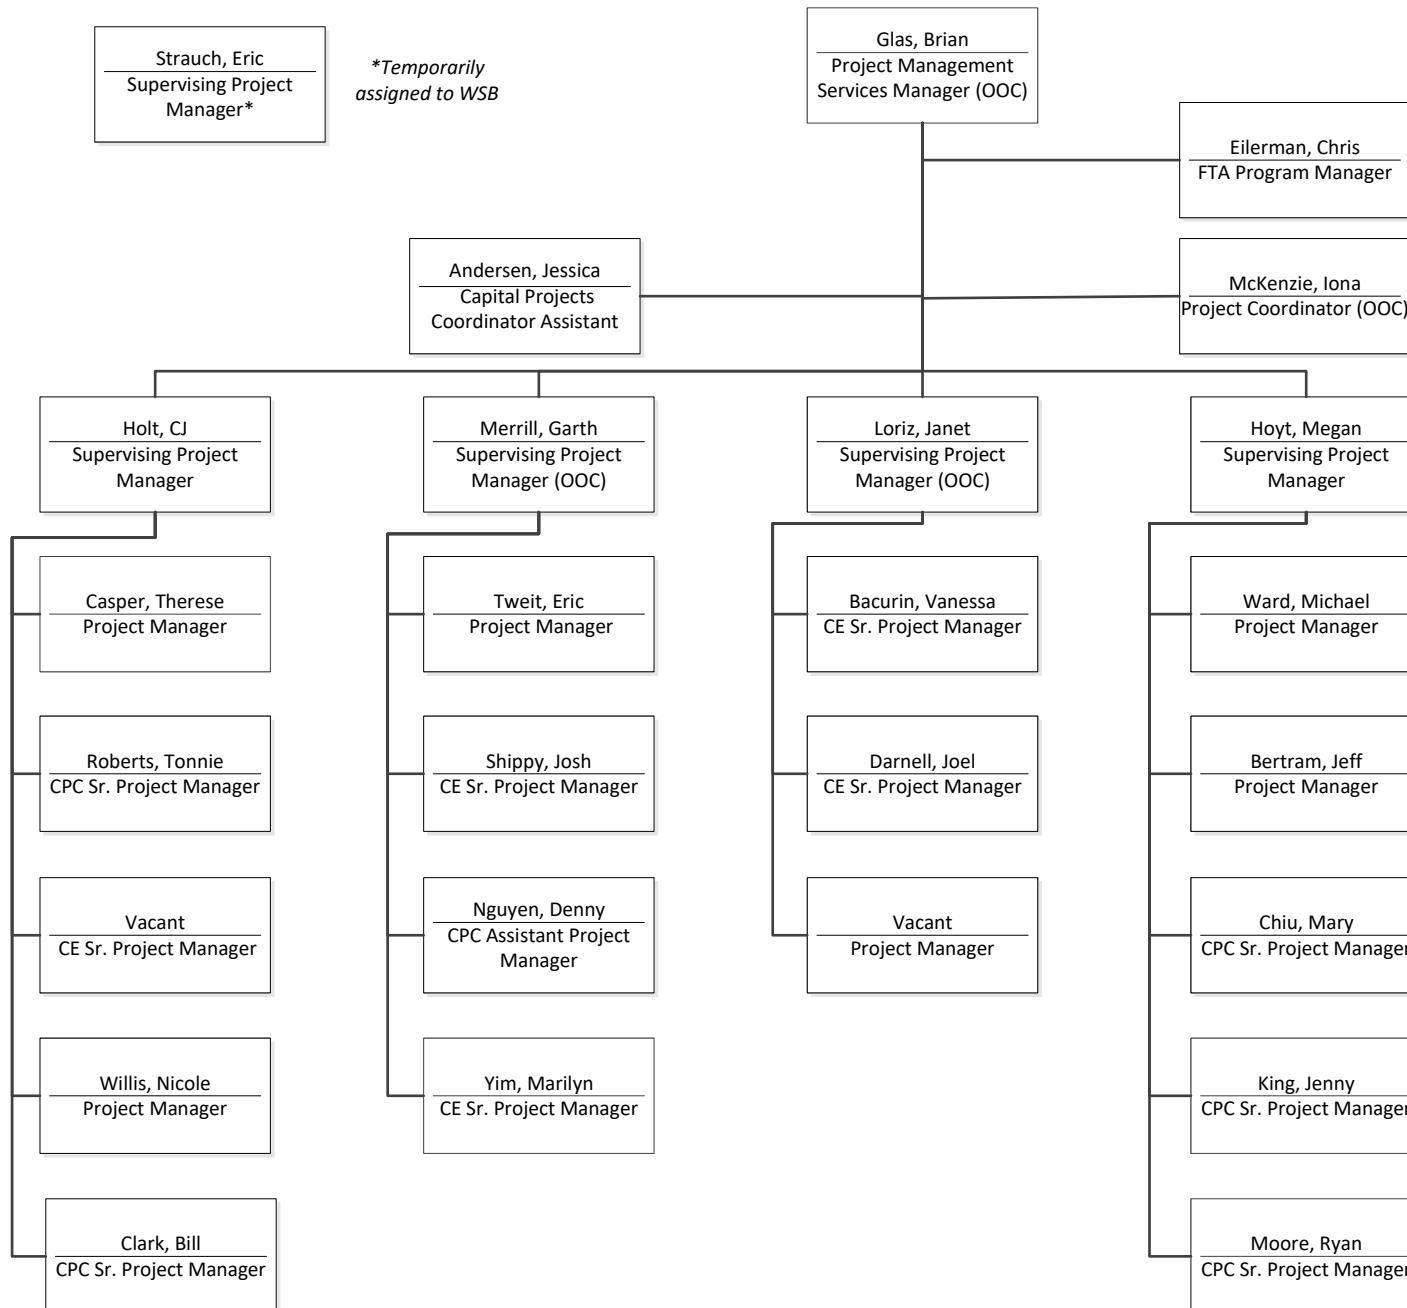 Strauch, Eric
Supervising Project
Manager*
*Temporarily
assigned to WSB
Glas, Brian
Project Management
Services Manager (OOC)
Eilerman, Chris
FTA Program Manager
Andersen, Jessica
Capital Projects
Coordinator Assistant
McKenzie, Iona
Project Coordinator (OOC)
Holt, CJ
Supervising Project
Manager
Merrill, Garth
Supervising Project
Manager (OOC)
Loriz, Janet
Supervising Project
Manager (OOC)
Hoyt, Megan
Supervising Project
Manager
Casper, Therese
Project Manager
Tweit, Eric
Project Manager
Bacurin, Vanessa
CE Sr. Project Manager
Ward, Michael
Project Manager
Roberts, Tonnie
CPC Sr. Project Manager
Shippy, Josh
CE Sr. Project Manager
Darnell, Joel
CE Sr. Project Manager
Bertram, Jeff
Project Manager
Vacant
CE Sr. Project Manager
Nguyen, Denny
CPC Assistant Project
Manager
Vacant
Project Manager
Chiu, Mary
CPC Sr. Project Manager
Willis, Nicole
Project Manager
Yim, Marilyn
CE Sr. Project Manager
King, Jenny
CPC Sr. Project Manager
Clark, Bill
CPC Sr. Project Manager
Moore, Ryan
CPC Sr. Project Manager